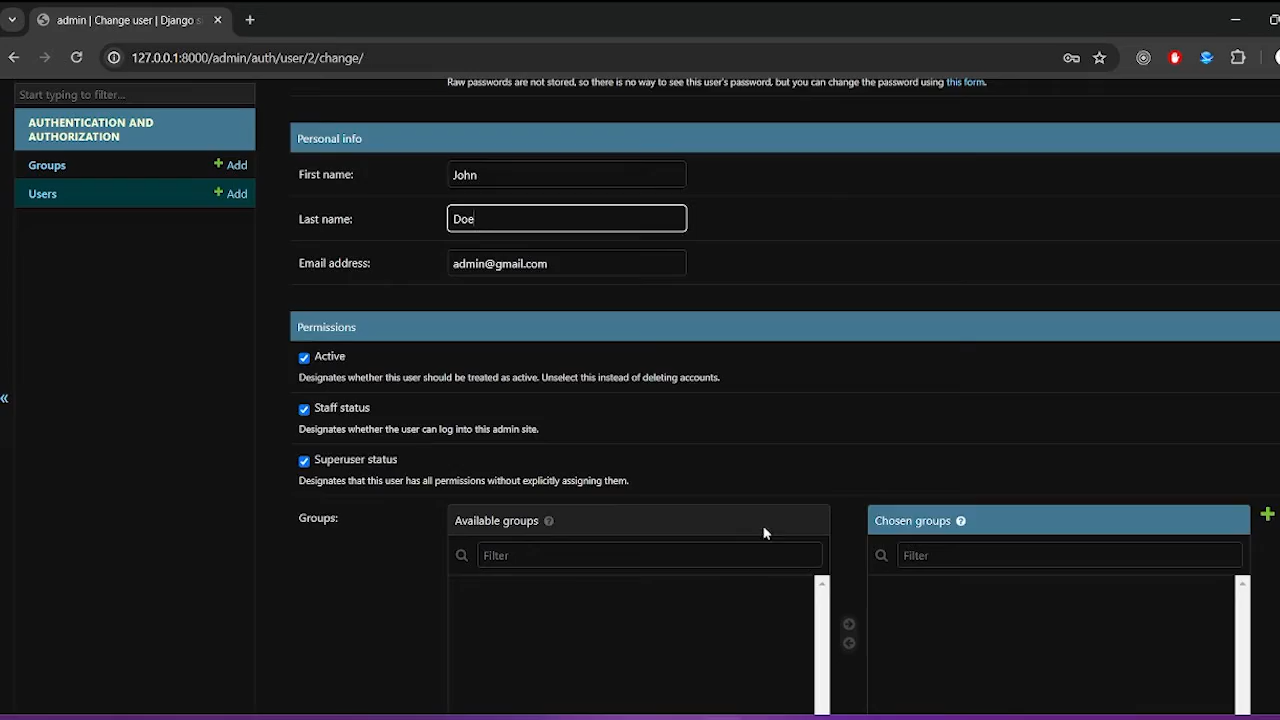 admin | Change user | Django si
127.0.0.1:8000/admin/auth/user/2/change/
Start typing to filter...
Raw passwords are not stored, so there is no way to see this user's password, but you can change the password using this form.
AUTHENTICATION AND
AUTHORIZATION
Groups + Add
Users + Add
«
Personal info
First name: John
Last name: Doe
Email address: admin@gmail.com
Permissions
Active
Designates whether this user should be treated as active. Unselect this instead of deleting accounts.
Staff status
Designates whether the user can log into this admin site.
Superuser status
Designates that this user has all permissions without explicitly assigning them.
Groups:
Available groups ?
Filter
Chosen groups ?
Filter